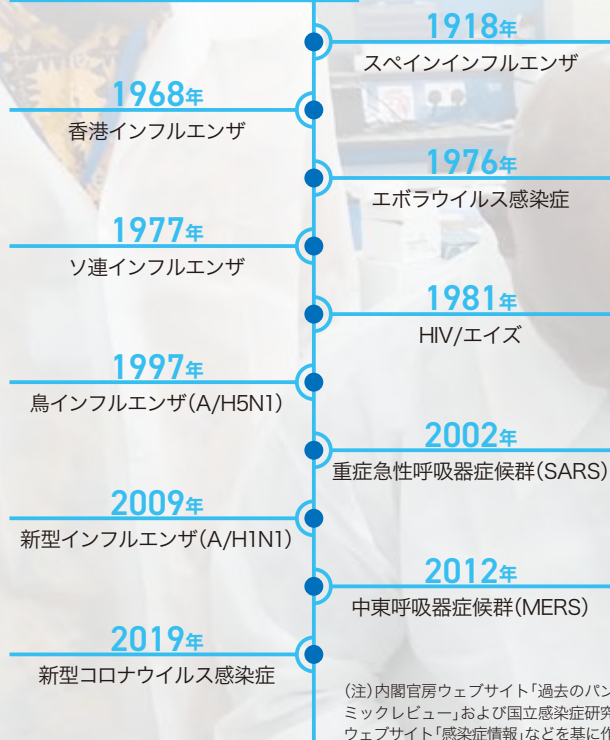 1918年
スペインインフルエンザ
1968年
香港インフルエンザ
1976年
エボラウイルス感染症
1977年
ソ連インフルエンザ
1981年
HIV/エイズ
1997年
鳥インフルエンザ(A/H5N1)
2002年
重症急性呼吸器症候群(SARS)
2009年
新型インフルエンザ(A/H1N1)
2012年
中東呼吸器症候群(MERS)
2019年
新型コロナウイルス感染症
(注)内閣官房ウェブサイト「過去のパン
ミックレビュー」および国立感染症研究
ウェブサイト「感染症情報」などを基に作